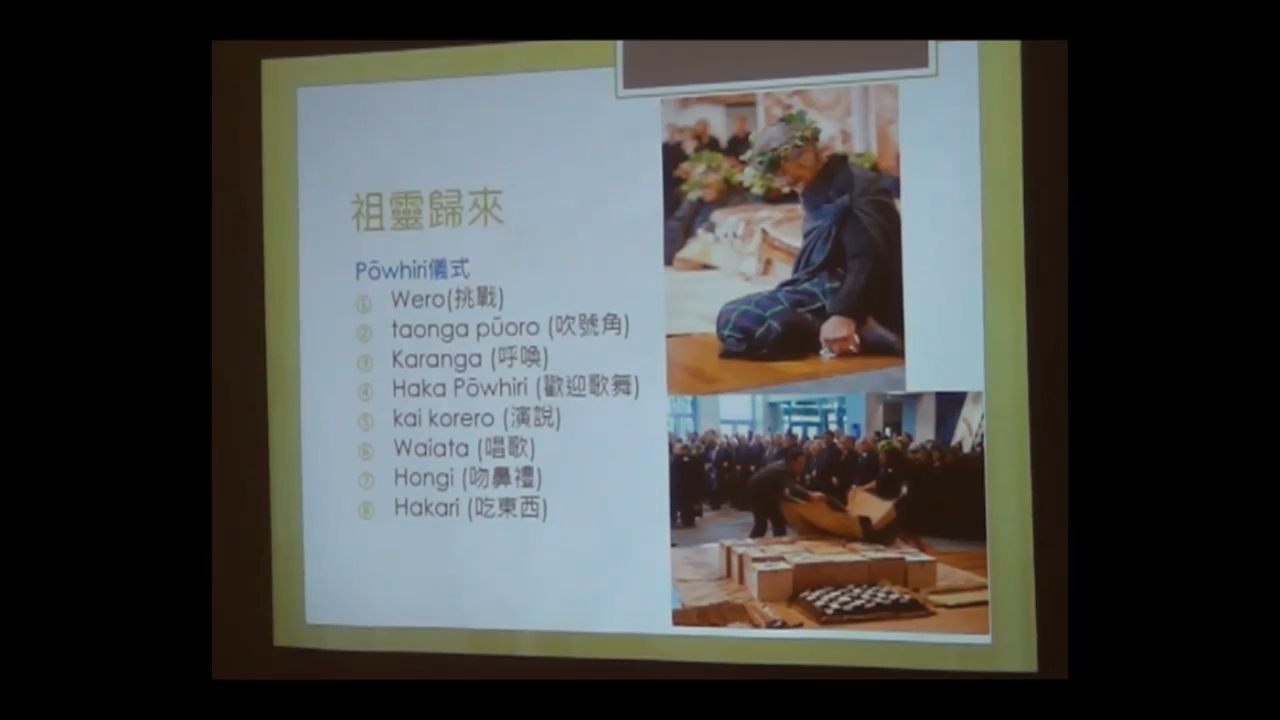 祖靈歸來
Pōwhiri儀式
① Wero(挑戰)
② taonga pūoro (吹號角)
③ Karanga (呼喚)
④ Haka Pōwhiri (歡迎歌舞)
⑤ kai korero (演說)
⑥ Waiata (唱歌)
⑦ Hongi (吻鼻禮)
⑧ Hakari (吃東西)